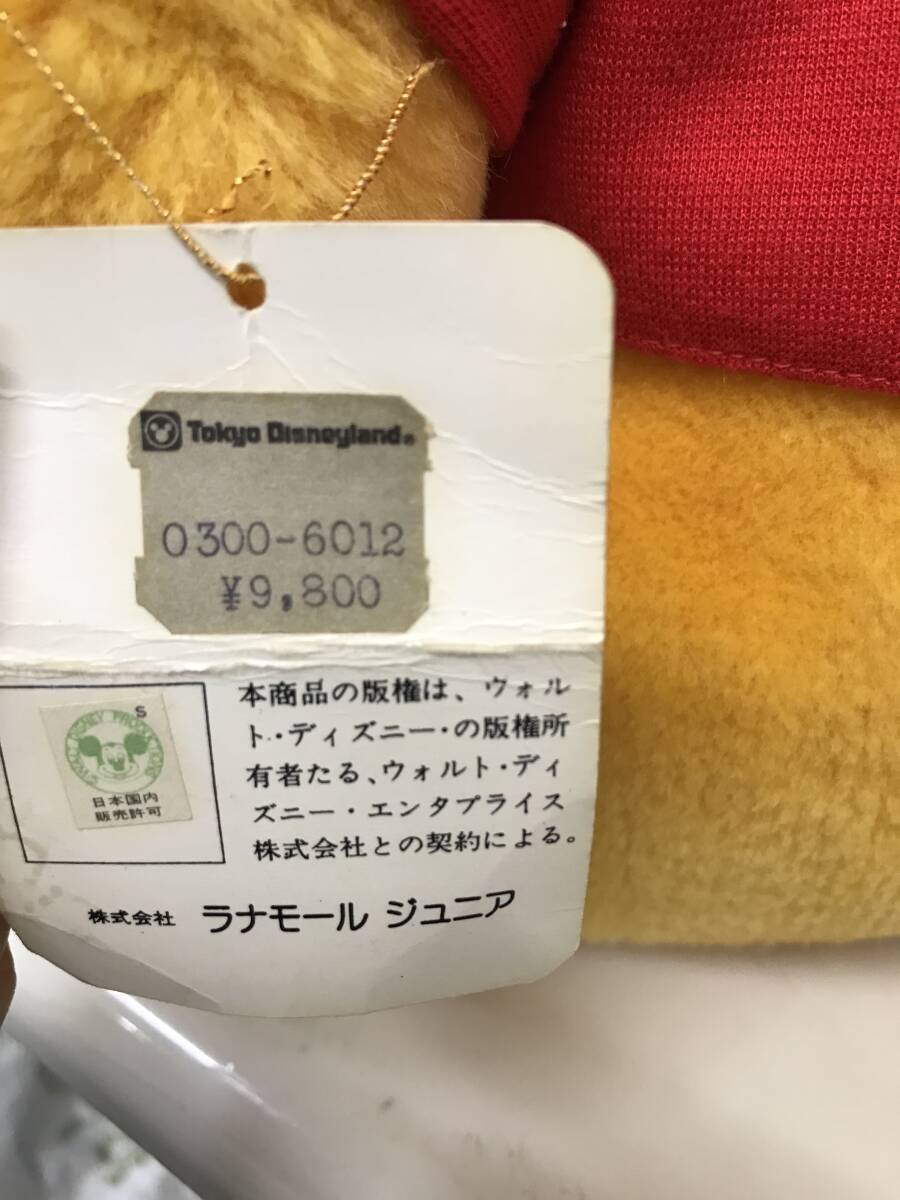 Tokyo Disneyland®
0300-6012
¥9,800
本商品の版権は、ウォル
ト・ディズニー・の版権所
有者たる、ウォルト・ディ
ズニー・エンタプライス
株式会社との契約による。
S
日本国内
販売許可
株式会社 ラナモール ジュニア